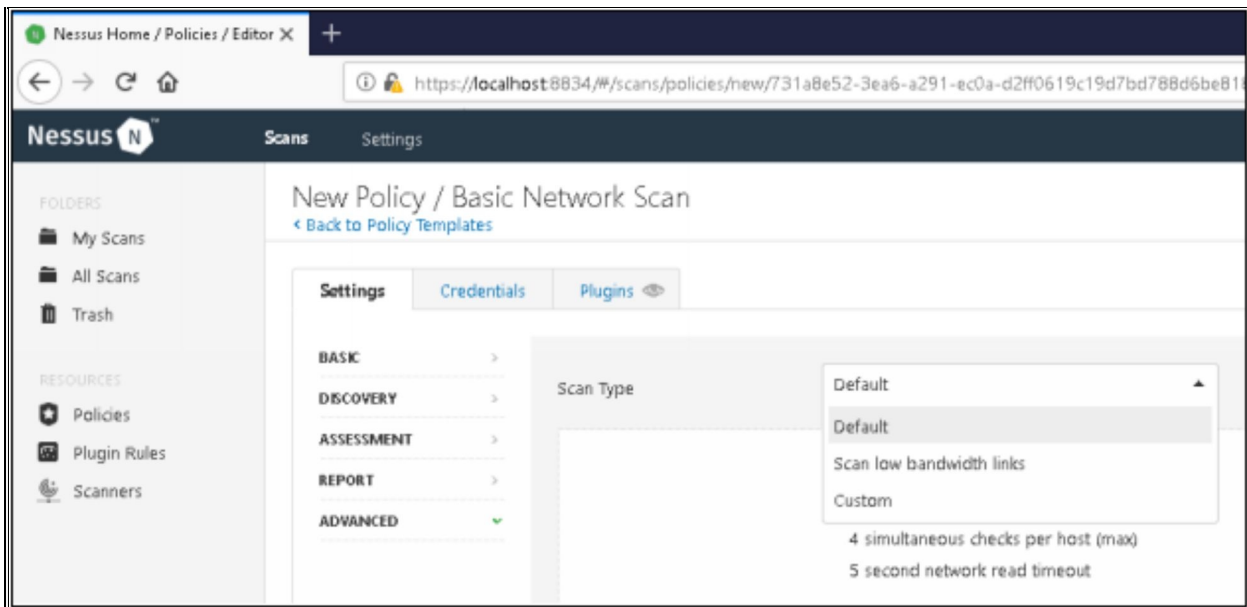 Nessus Home / Policies / Editor
https://localhost:8834/#/scans/policies/new/731a8e52-3ea6-a291-ec0a-d2ff0619c19d7bd788d6be818
Nessus N
Scans Settings
FOLDERS
My Scans
All Scans
Trash
RESOURCES
Policies
Plugin Rules
Scanners
New Policy / Basic Network Scan
Back to Policy Templates
Settings Credentials Plugins
BASIC
DISCOVERY
ASSESSMENT
REPORT
ADVANCED
Scan Type
Default
Default
Scan low bandwidth links
Custom
4 simultaneous checks per host (max)
5 second network read timeout